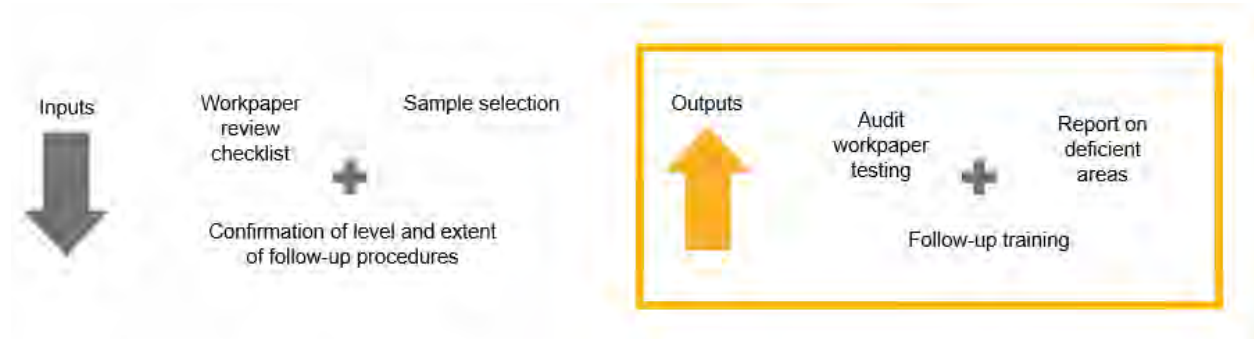 Inputs
Workpaper
review
checklist
Sample selection
Confirmation of level and extent
of follow-up procedures
Outputs
Audit
workpaper
testing
Report on
deficient
areas
Follow-up training